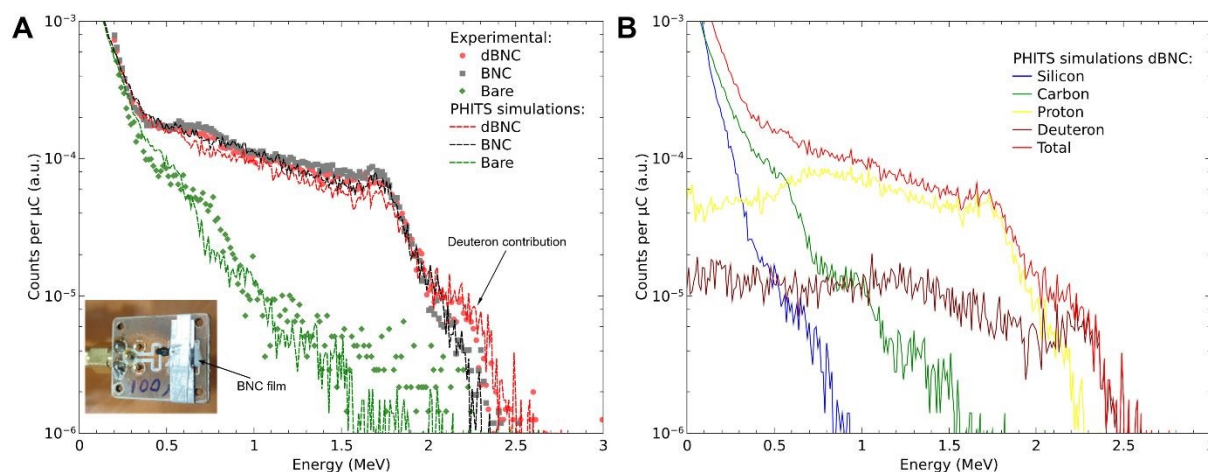 A
10⁻³
10⁻⁴
10⁻⁵
10⁻⁶
Counts per μC (a.u.)
Experimental:
dBNC
BNC
Bare
PHITS simulations:
dBNC
BNC
Bare
Deuteron contribution
BNC film
100
0.5
1
1.5
2
2.5
3
Energy (MeV)
B
10⁻³
10⁻⁴
10⁻⁵
10⁻⁶
Counts per μC (a.u.)
PHITS simulations dBNC:
Silicon
Carbon
Proton
Deuteron
Total
0
0.5
1
1.5
2
2.5
3
Energy (MeV)